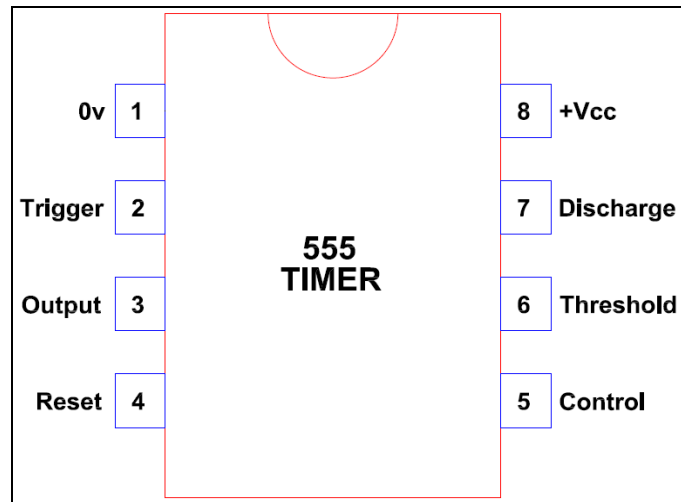 0v 1
8 +Vcc
Trigger 2
7 Discharge
555
TIMER
Output 3
6 Threshold
Reset 4
5 Control